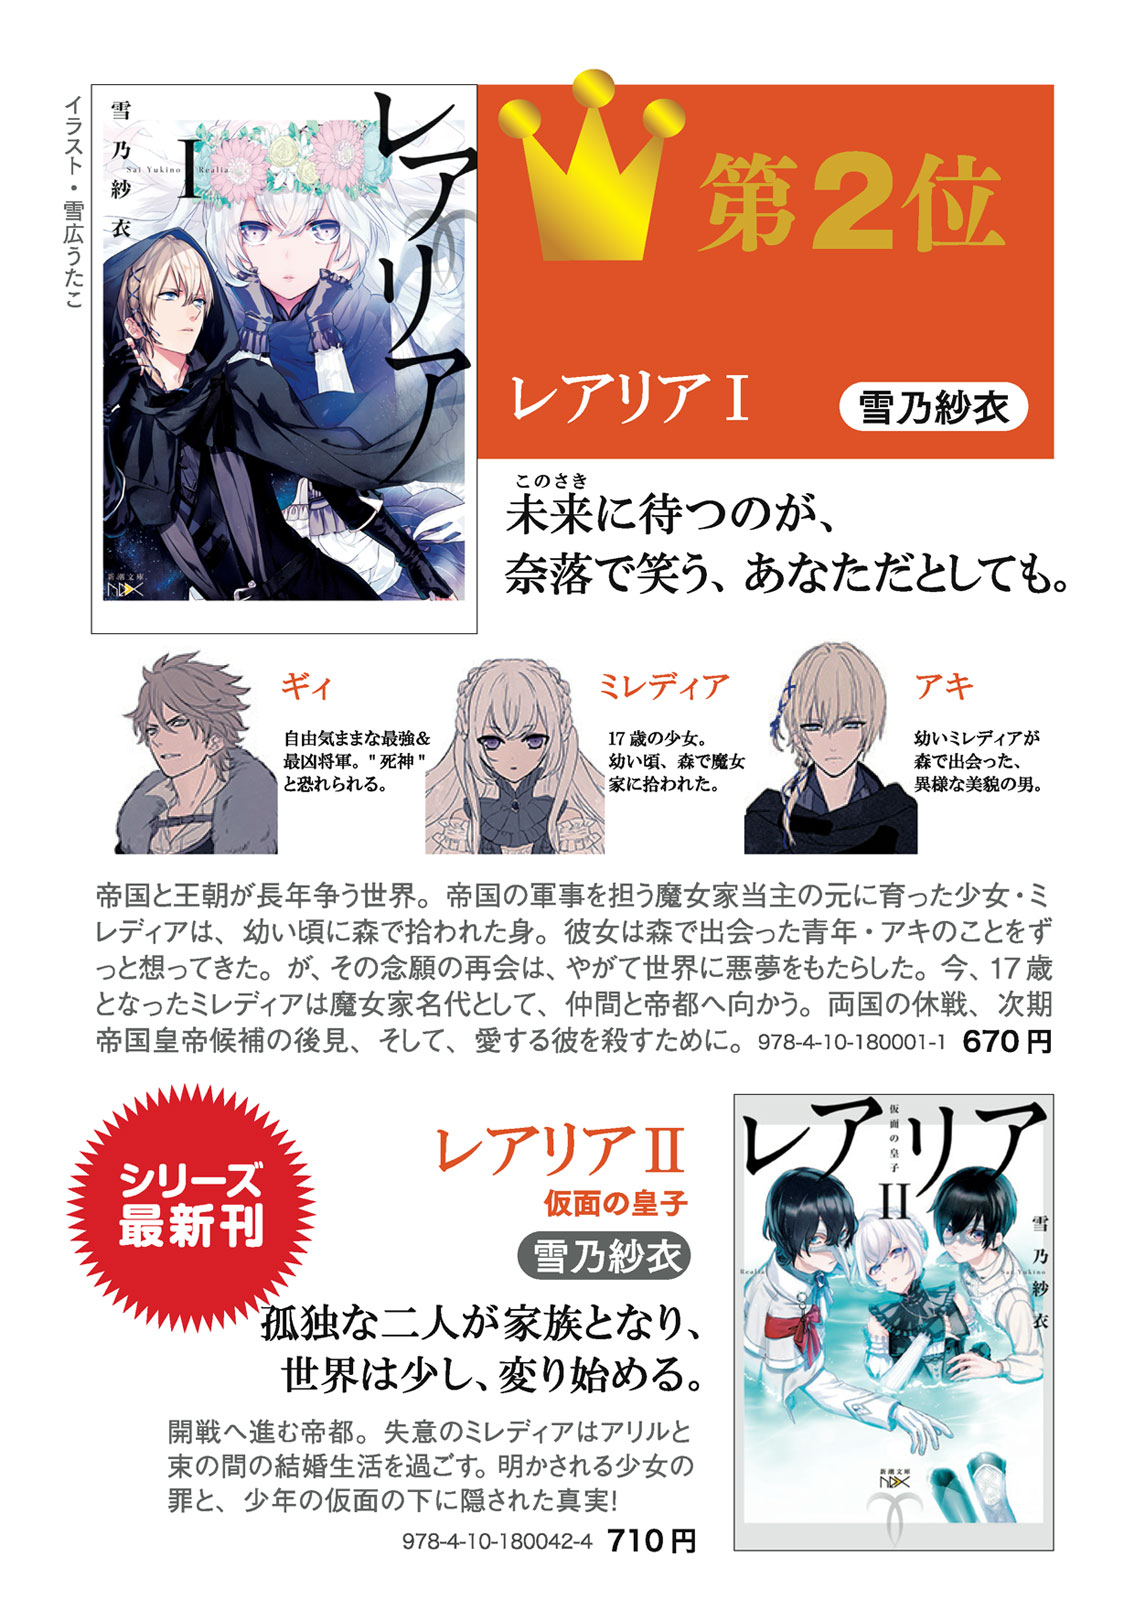 イラスト・雪広うたこ
雪乃紗衣
レアリア
I
Sai Yukino Realia
新潮文庫
NEX
第2位
レアリアⅠ
雪乃紗衣
このさき
未来に待つのが、
奈落で笑う、あなただとしても。
ギィ
自由気ままな最強&
最凶将軍。"死神"
と恐れられる。
ミレディア
17歳の少女。
幼い頃、森で魔女
家に拾われた。
アキ
幼いミレディアが
森で出会った、
異様な美貌の男。
帝国と王朝が長年争う世界。帝国の軍事を担う魔女家当主の元に育った少女・ミ
レディアは、幼い頃に森で拾われた身。彼女は森で出会った青年・アキのことをず
っと想ってきた。が、その念願の再会は、やがて世界に悪夢をもたらした。今、17歳
となったミレディアは魔女家名代として、仲間と帝都へ向かう。両国の休戦、次期
帝国皇帝候補の後見、そして、愛する彼を殺すために。978-4-10-180001-1 670円
シリーズ
最新刊
レアリアⅡ
仮面の皇子
雪乃紗衣
孤独な二人が家族となり、
世界は少し、変り始める。
開戦へ進む帝都。失意のミレディアはアリルと
束の間の結婚生活を過ごす。明かされる少女の
罪と、少年の仮面の下に隠された真実!
978-4-10-180042-4 710円
レアリア
仮面の皇子
II
雪乃紗衣
Realia
Sai Yukino
新潮文庫
NEX